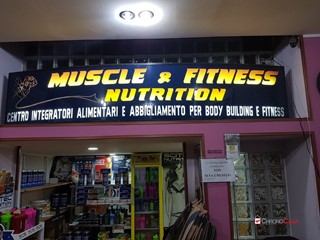 MUSCLE & FITNESS
NUTRITION
CENTRO INTEGRATORI ALIMENTARI E ABBIGLIAMENTO PER BODY BUILDING E FITNESS